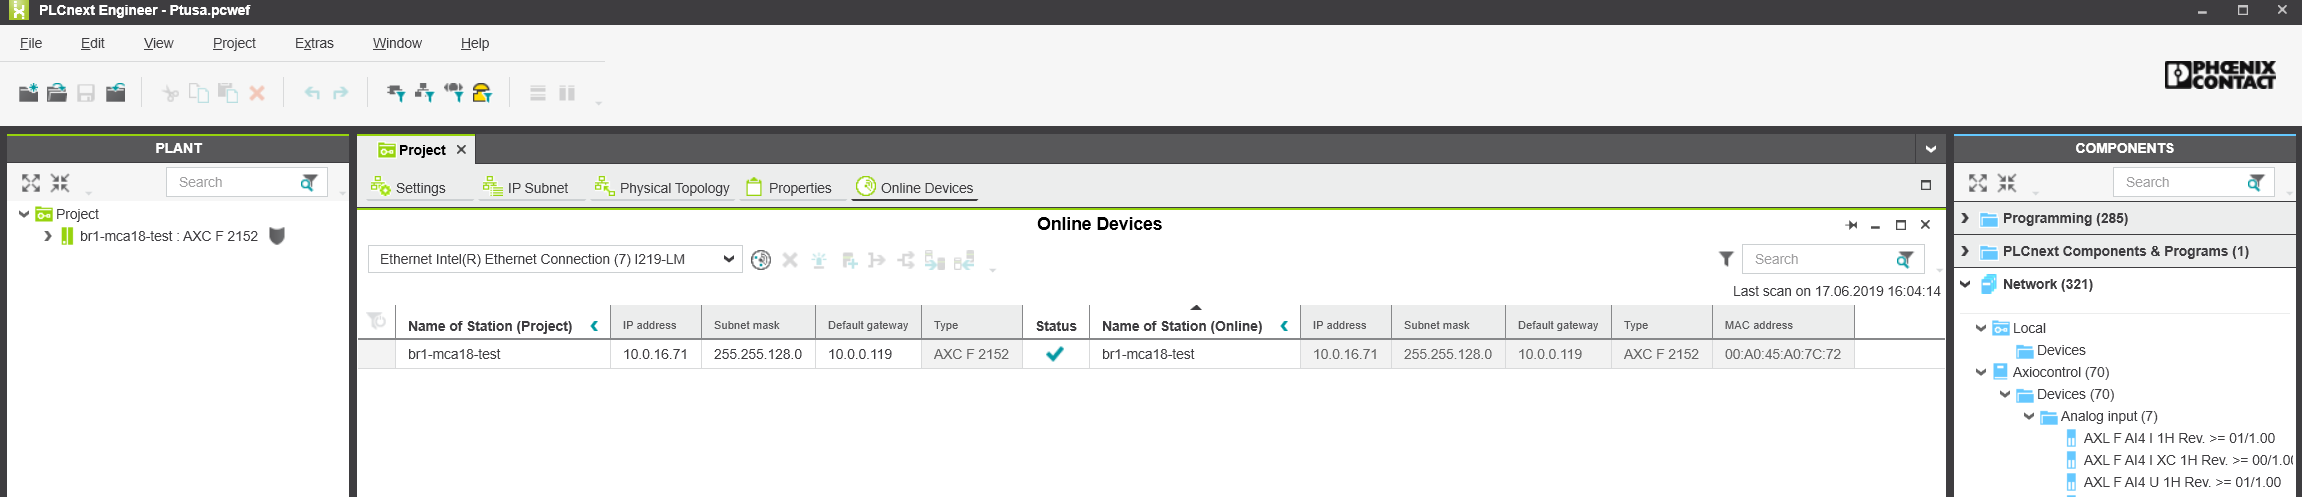 PLCnext Engineer - Ptusa.pcwef
File Edit View Project Extras Window Help
PHŒNIX
CONTACT
PLANT
Search
Project
br1-mca18-test : AXC F 2152
Project
Settings IP Subnet Physical Topology Properties Online Devices
Online Devices
Ethernet Intel(R) Ethernet Connection (7) I219-LM
Search
Last scan on 17.06.2019 16:04:14
Name of Station (Project) IP address Subnet mask Default gateway Type Status Name of Station (Online) IP address Subnet mask Default gateway Type MAC address
br1-mca18-test 10.0.16.71 255.255.128.0 10.0.0.119 AXC F 2152 br1-mca18-test 10.0.16.71 255.255.128.0 10.0.0.119 AXC F 2152 00:A0:45:A0:7C:72
COMPONENTS
Search
Programming (285)
PLCnext Components & Programs (1)
Network (321)
Local
Devices
Axiocontrol (70)
Devices (70)
Analog input (7)
AXL F AI4 I 1H Rev. >= 01/1.00
AXL F AI4 I XC 1H Rev. >= 00/1.0
AXL F AI4 U 1H Rev. >= 01/1.00